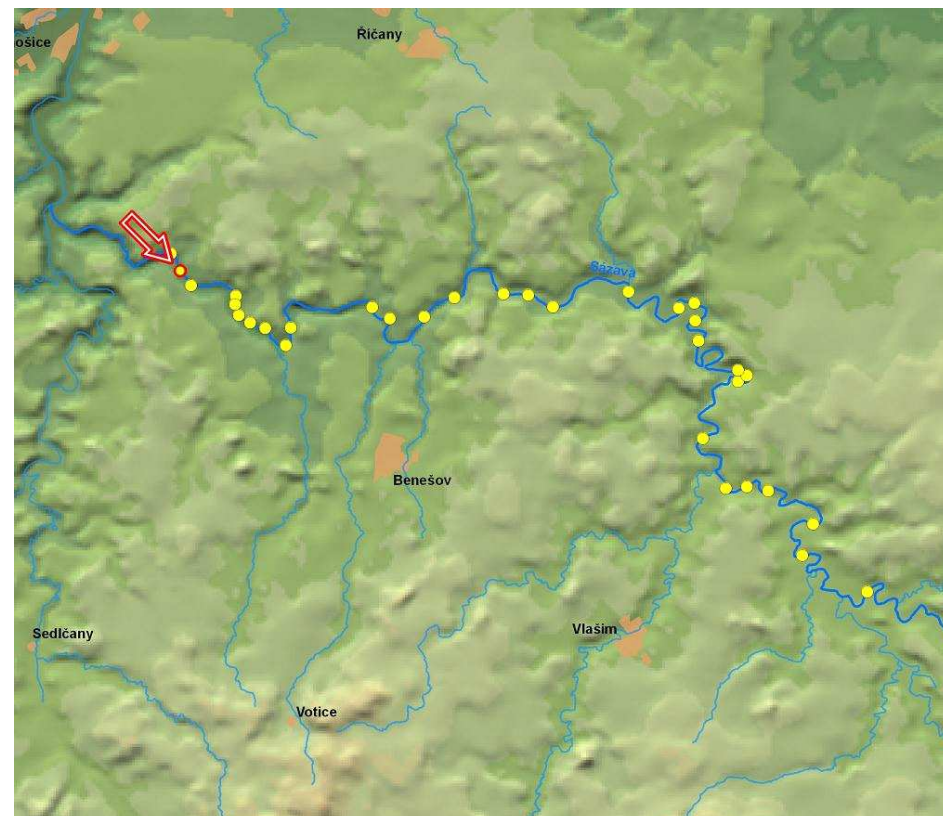 Říčany
ošice
Sázava
Benešov
Vlašim
Sedlčany
Votice